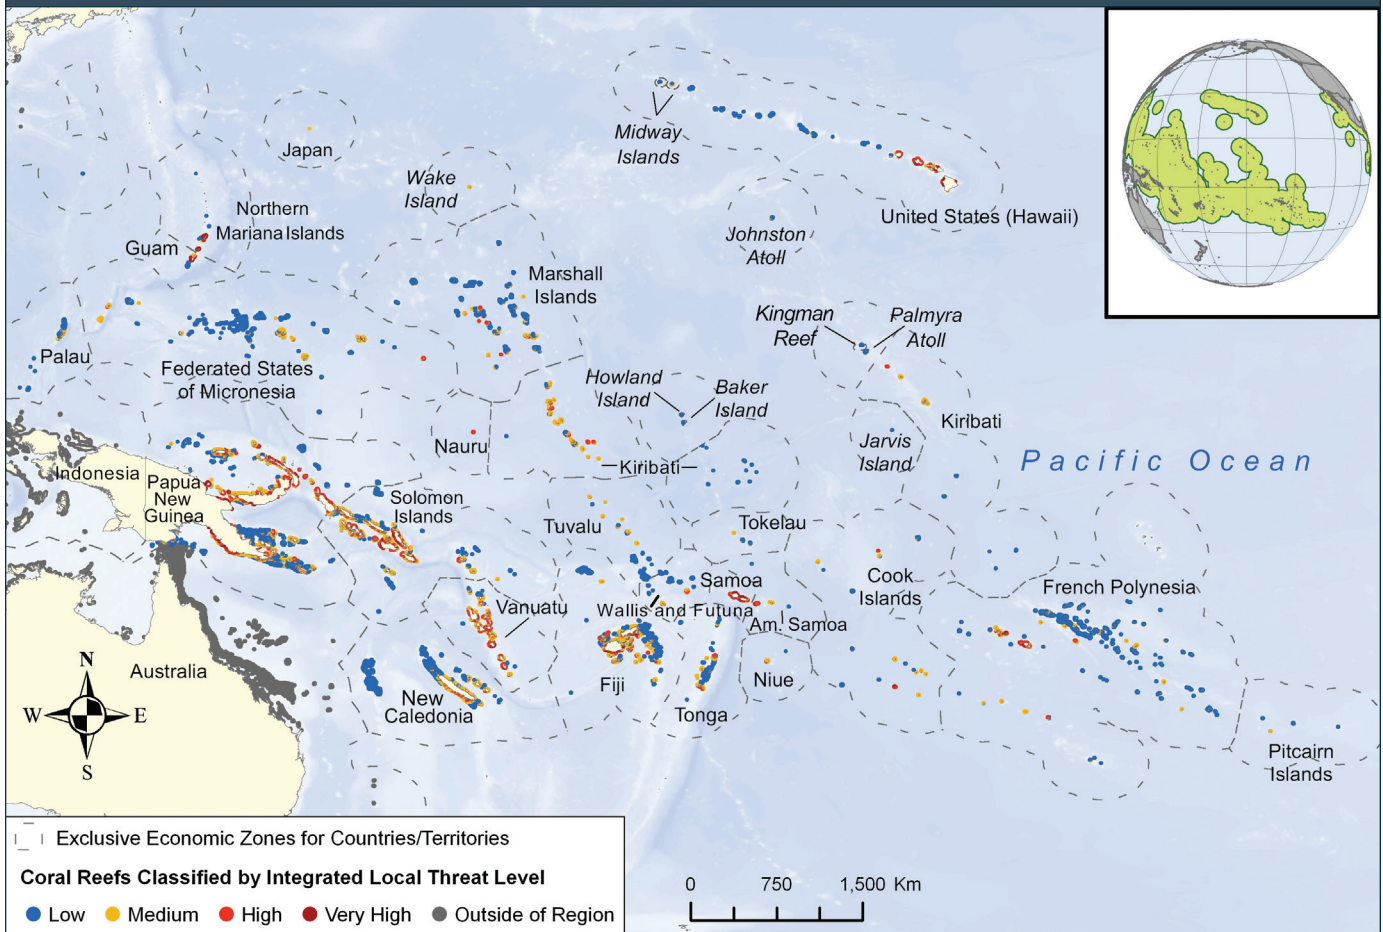 Midway
Islands
Japan
Wake
Island
Northern
Mariana Islands
Guam
United States (Hawaii)
Johnston
Atoll
Marshall
Islands
Kingman
Reef
Palmyra
Atoll
Palau
Federated States
of Micronesia
Howland
Island
Baker
Island
Kiribati
Nauru
Jarvis
Island
Kiribati
Pacific Ocean
Indonesia
Papua
New
Guinea
Solomon
Islands
Tuvalu
Tokelau
Samoa
Cook
Islands
French Polynesia
Vanuatu
Wallis and Futuna
Am. Samoa
Australia
Fiji
Niue
New
Caledonia
Tonga
Pitcairn
Islands
N
W
E
S
Exclusive Economic Zones for Countries/Territories
Coral Reefs Classified by Integrated Local Threat Level
Low Medium High Very High Outside of Region
0 750 1,500 Km